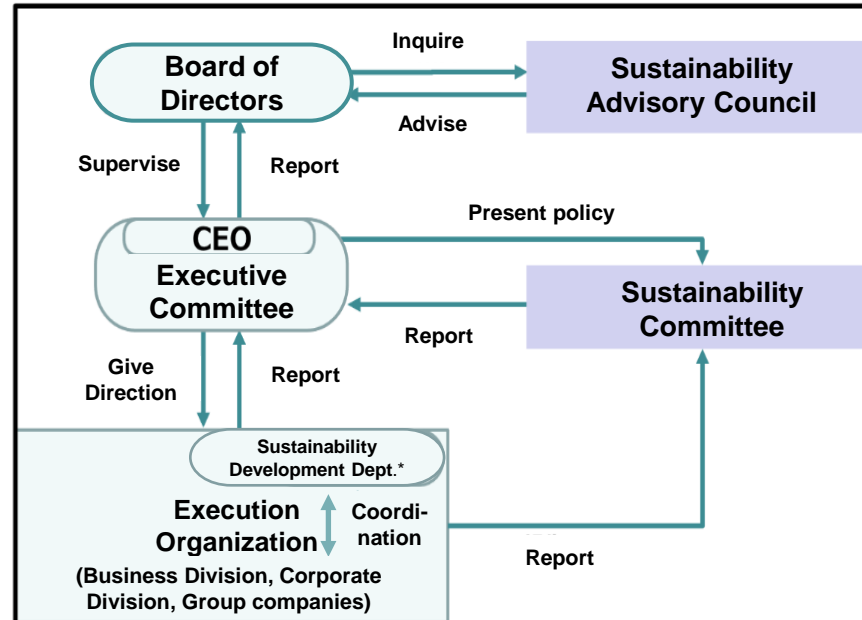 Inquire
Board of
Directors
Sustainability
Advisory Council
Advise
Supervise
Report
Present policy
CEO
Executive
Committee
Sustainability
Committee
Report
Give
Direction
Report
Sustainability
Development Dept.*
Execution
Organization
Coordi-
nation
(Business Division, Corporate
Division, Group companies)
Report